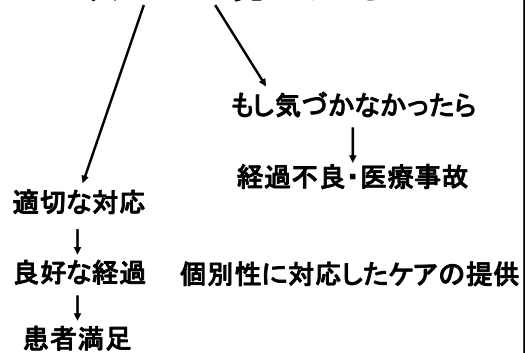 もし気づかなかったら
経過不良・医療事故
適切な対応
良好な経過
個別性に対応したケアの提供
患者満足